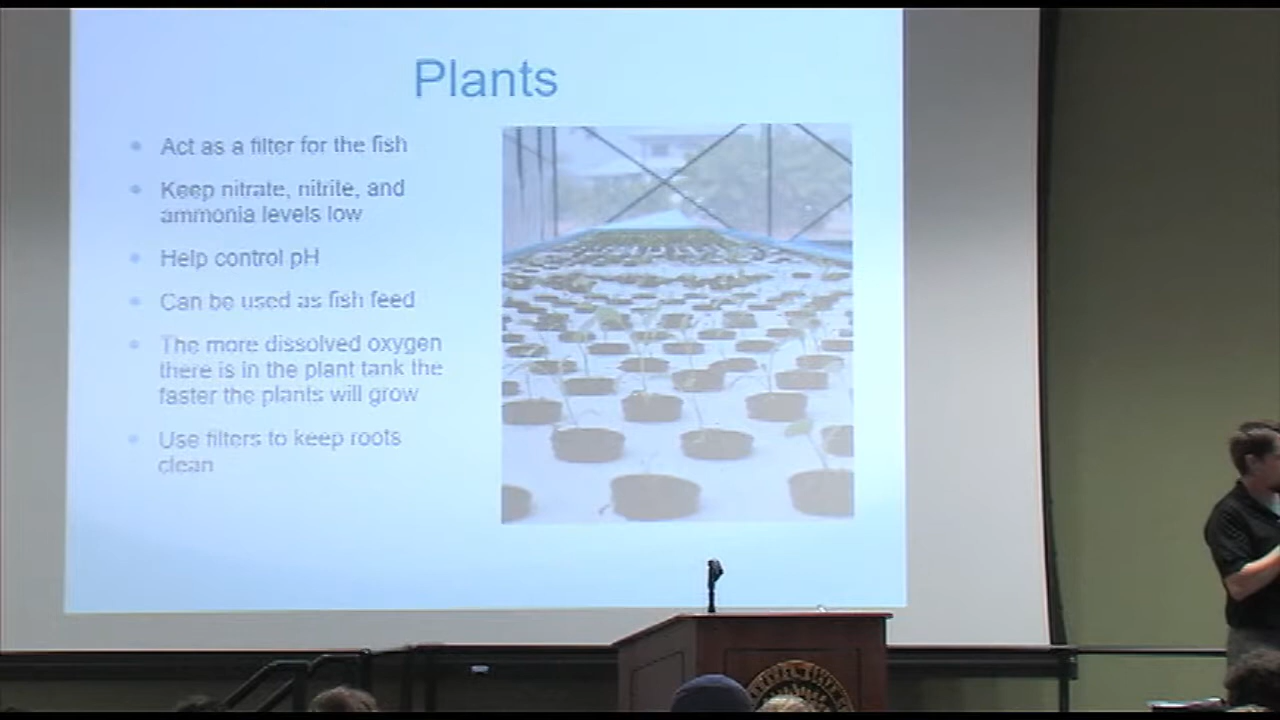 Plants
Act as a filter for the fish
Keep nitrate, nitrite, and
ammonia levels low
Help control pH
Can be used as fish feed
The more dissolved oxygen
there is in the plant tank the
faster the plants will grow
Use filters to keep roots
clean